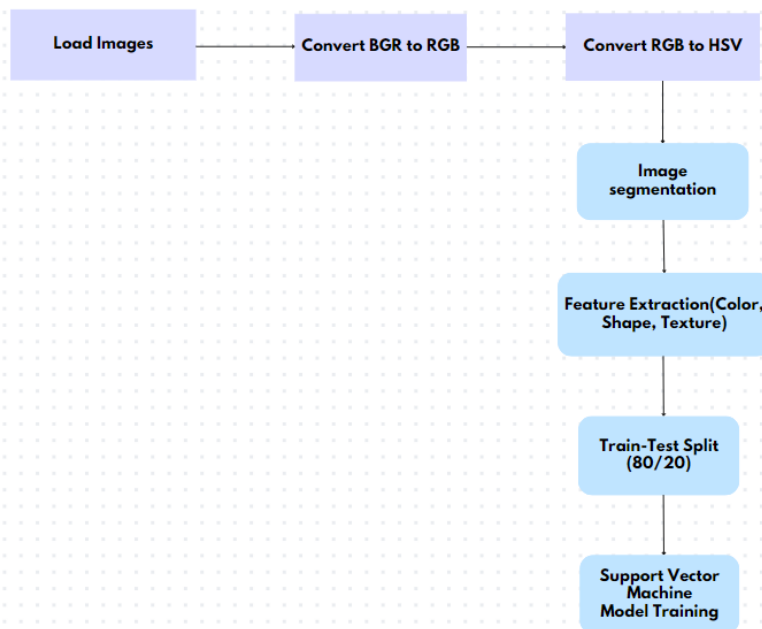 Load Images
Convert BGR to RGB
Convert RGB to HSV
Image
segmentation
Feature Extraction(Color,
Shape, Texture)
Train-Test Split
(80/20)
Support Vector
Machine
Model Training